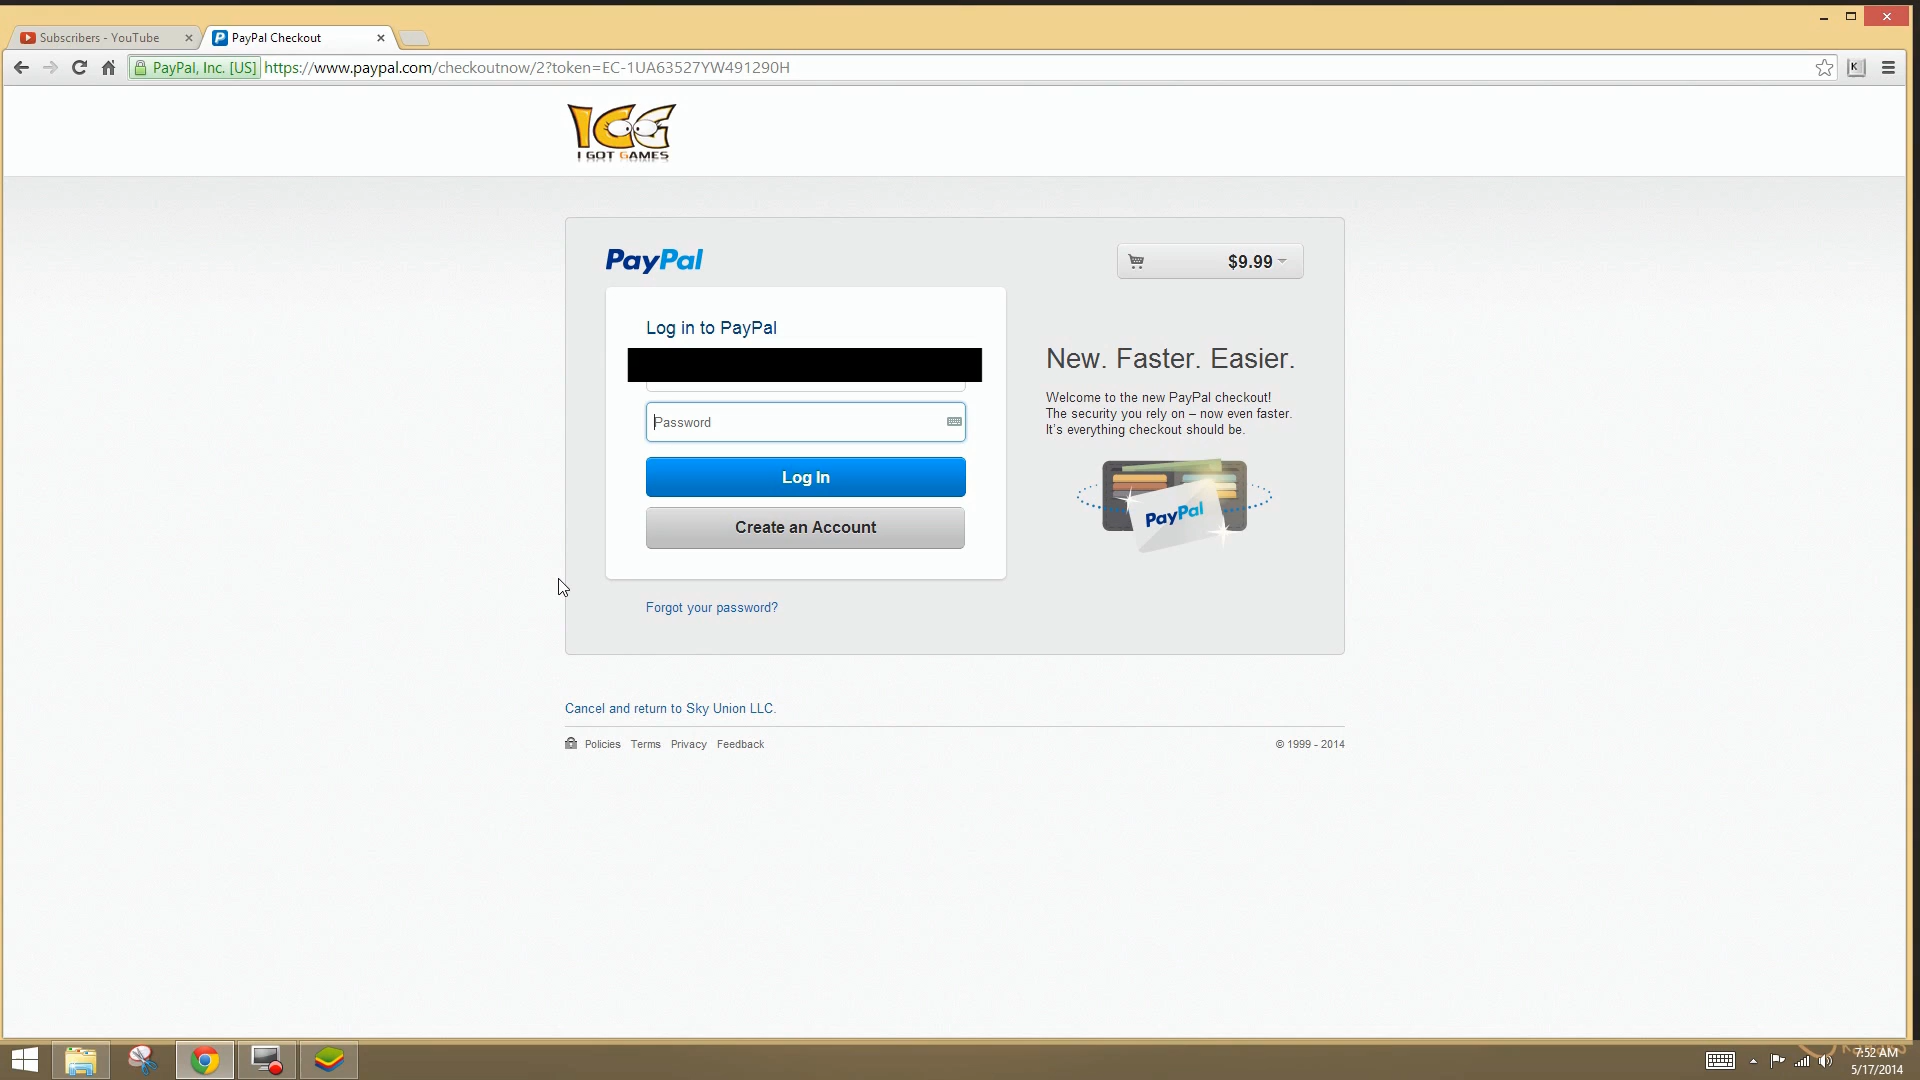 Subscribers - YouTube
PayPal Checkout
PayPal, Inc. [US] https://www.paypal.com/checkoutnow/2?token=EC-1UA63527YW491290H
K
IGG
I GOT GAMES
PayPal
$9.99
Log in to PayPal
Password
Log In
Create an Account
Forgot your password?
New. Faster. Easier.
Welcome to the new PayPal checkout!
The security you rely on – now even faster.
It's everything checkout should be.
PayPal
Cancel and return to Sky Union LLC.
Policies Terms Privacy Feedback
© 1999 - 2014
7:52 AM
5/17/2014